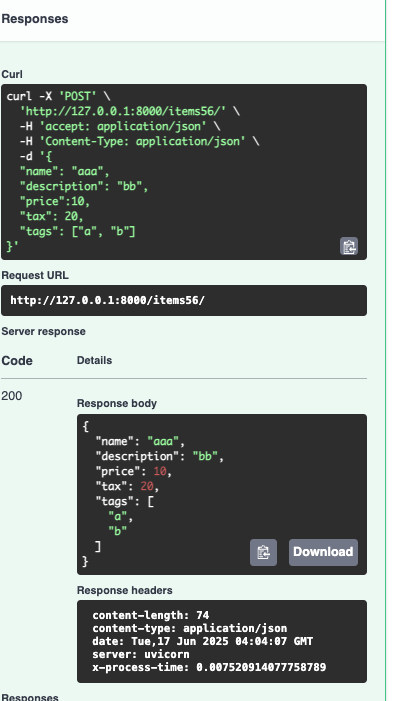 Responses
Curl
curl -X 'POST' \
  'http://127.0.0.1:8000/items56/' \
  -H 'accept: application/json' \
  -H 'Content-Type: application/json' \
  -d '{
  "name": "aaa",
  "description": "bb",
  "price":10,
  "tax": 20,
  "tags": ["a", "b"]
}'
Request URL
http://127.0.0.1:8000/items56/
Server response
Code Details
200
Response body
{
  "name": "aaa",
  "description": "bb",
  "price": 10,
  "tax": 20,
  "tags": [
    "a",
    "b"
  ]
}
Download
Response headers
content-length: 74
content-type: application/json
date: Tue,17 Jun 2025 04:04:07 GMT
server: uvicorn
x-process-time: 0.007520914077758789
Responses